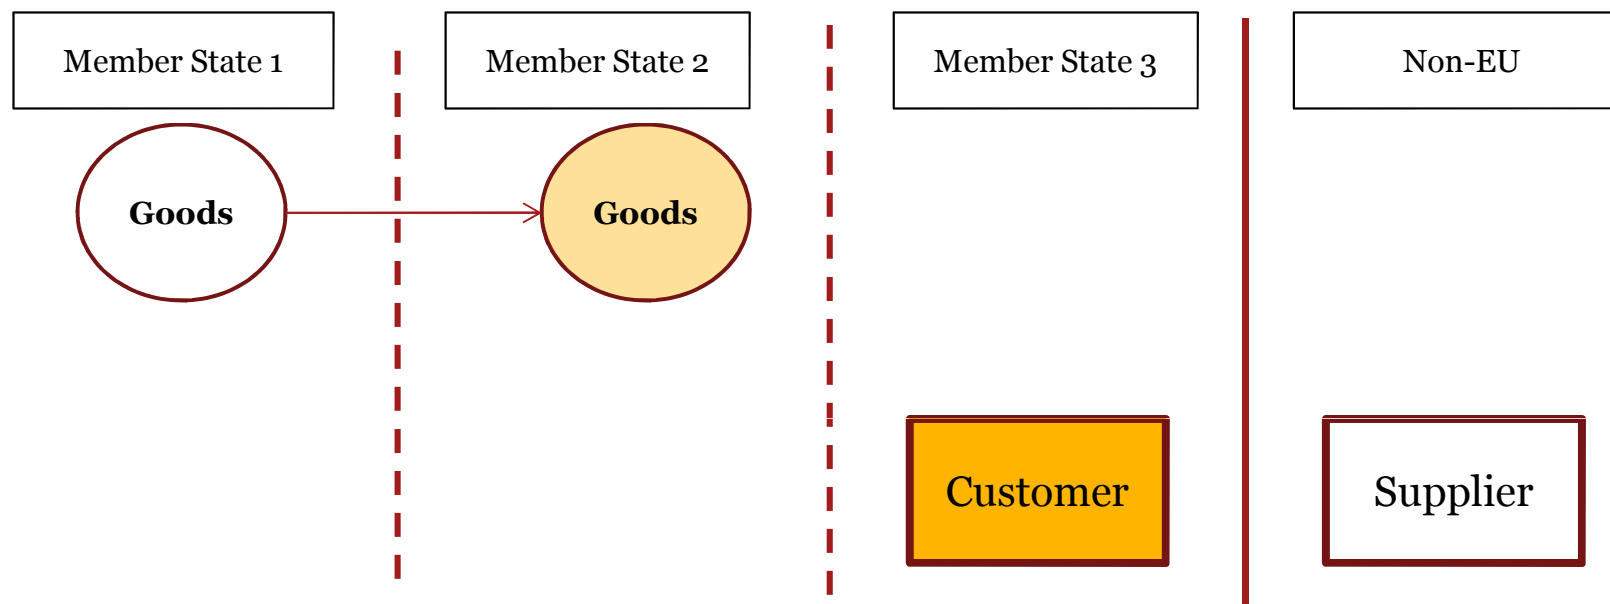 Member State 1
Member State 2
Member State 3
Non-EU
Goods
Goods
Customer
Supplier